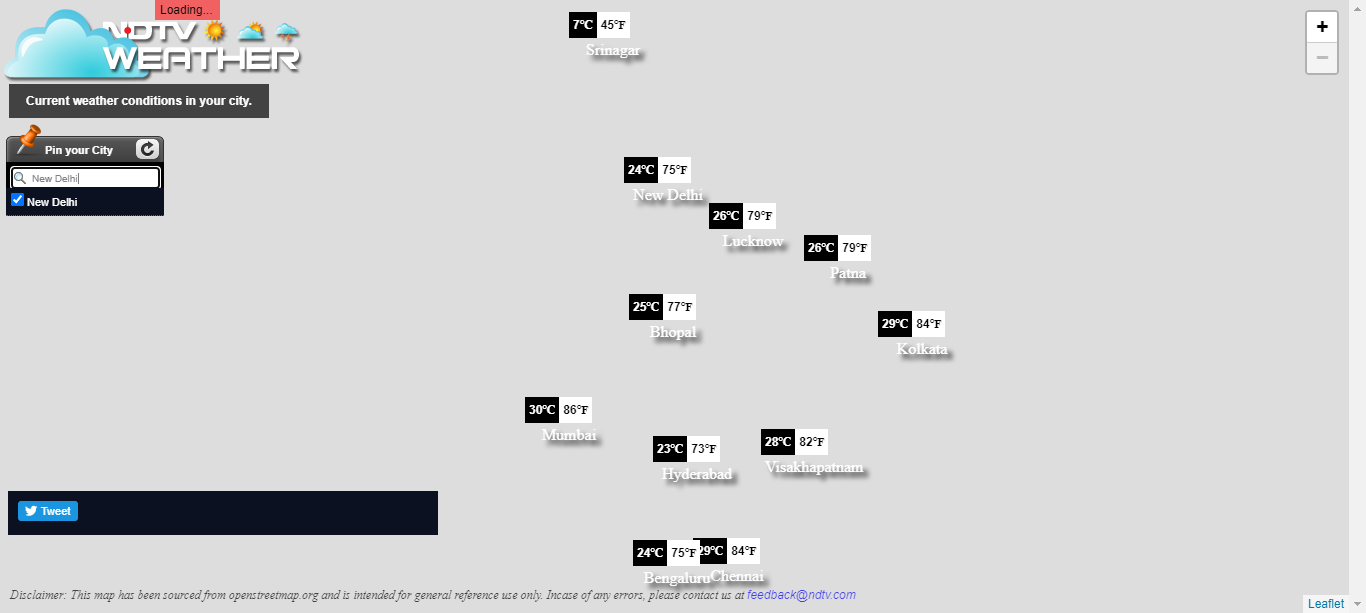 Loading...
NDTV
WEATHER
Current weather conditions in your city.
Pin your City
New Delhi
New Delhi
7°C 45°F
Srinagar
+
−
24°C 75°F
New Delhi
26°C 79°F
Lucknow
26°C 79°F
Patna
25°C 77°F
Bhopal
29°C 84°F
Kolkata
30°C 86°F
Mumbai
23°C 73°F
Hyderabad
28°C 82°F
Visakhapatnam
Tweet
24°C 75°F
Bengaluru
29°C 84°F
Chennai
Disclaimer: This map has been sourced from openstreetmap.org and is intended for general reference use only. Incase of any errors, please contact us at feedback@ndtv.com
Leaflet